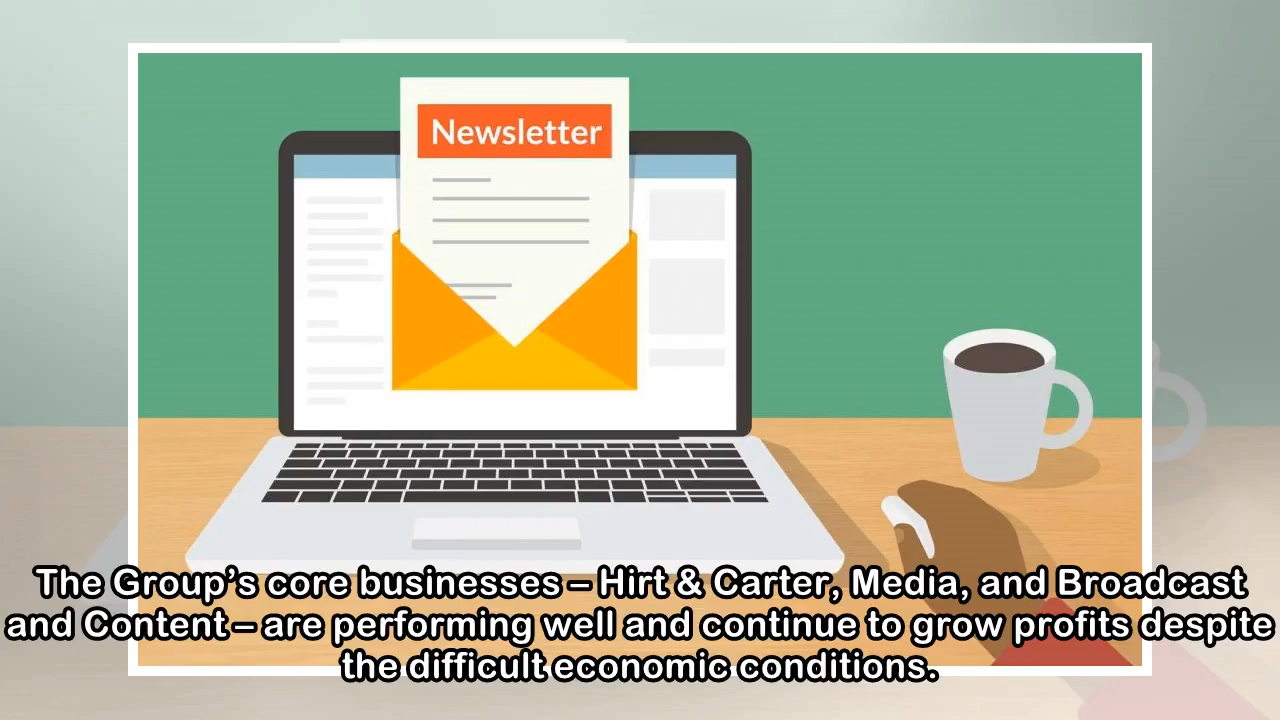 Newsletter
The Group’s core businesses – Hirt & Carter, Media, and Broadcast
and Content – are performing well and continue to grow profits despite
the difficult economic conditions.